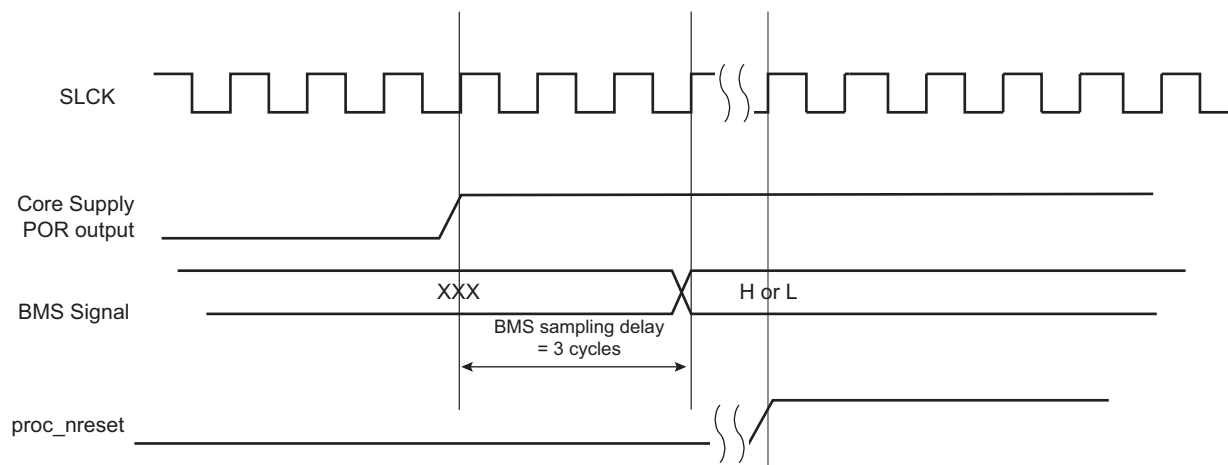 SLCK
Core Supply
POR output
BMS Signal
XXX
H or L
BMS sampling delay
= 3 cycles
proc_nreset